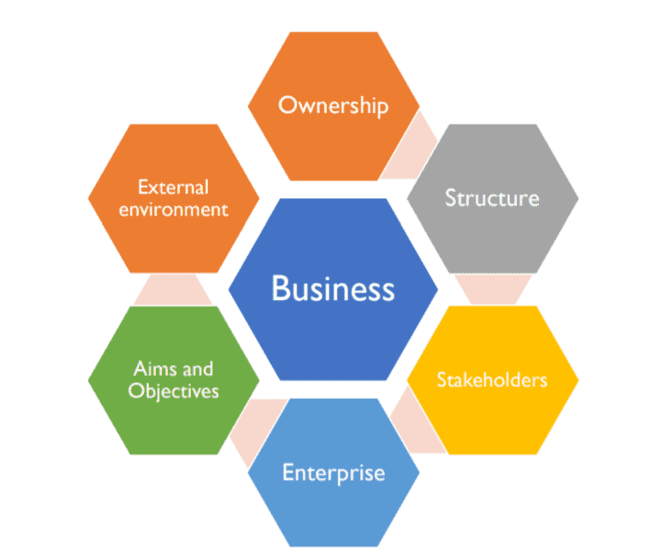 Ownership
Structure
Stakeholders
Enterprise
Aims and
Objectives
External
environment
Business